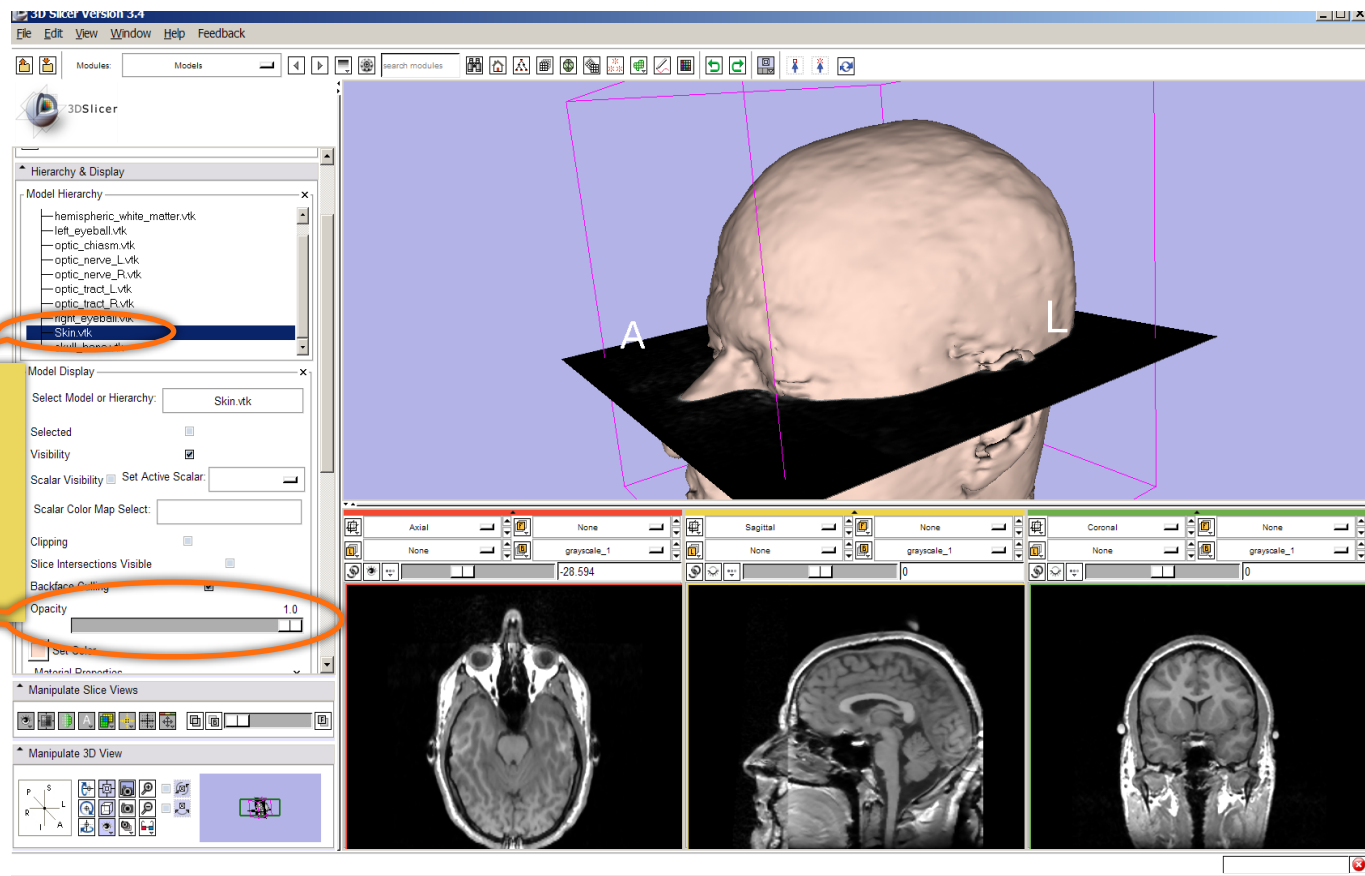 3D Slicer Version 3.4
File Edit View Window Help Feedback
Modules: Models search modules
3DSlicer
Hierarchy & Display
Model Hierarchy
hemispheric_white_matter.vtk
left_eyeball.vtk
optic_chiasm.vtk
optic_nerve_L.vtk
optic_nerve_R.vtk
optic_tract_L.vtk
optic_tract_R.vtk
right_eyeball.vtk
Skin.vtk
skull_bone.vtk
Model Display
Select Model or Hierarchy: Skin.vtk
Selected
Visibility
Scalar Visibility Set Active Scalar:
Scalar Color Map Select:
Clipping
Slice Intersections Visible
Backface Culling
Opacity 1.0
Set Color
Material Properties
Manipulate Slice Views
Manipulate 3D View
P S
R L
I A
A
L
Axial None
None grayscale_1
-28.594
Sagittal None
None grayscale_1
0
Coronal None
None grayscale_1
0